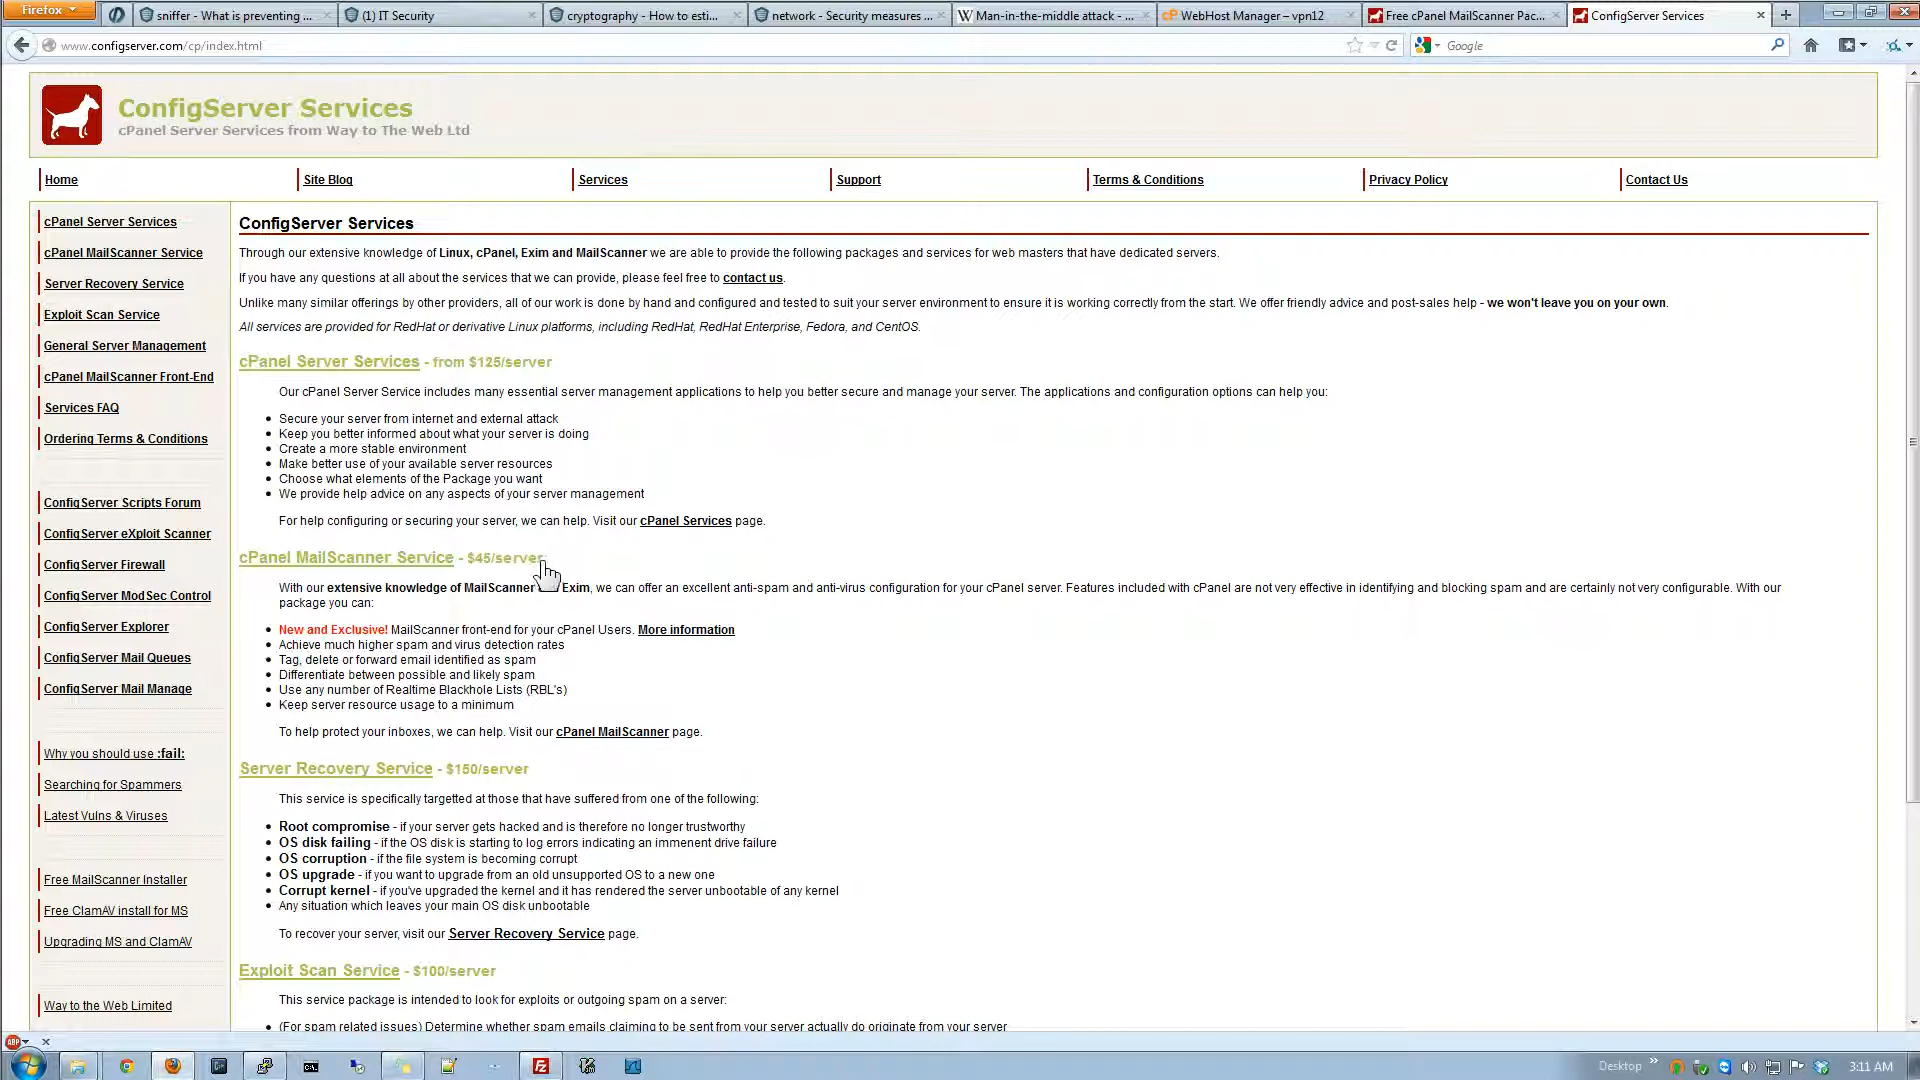 Firefox
sniffer - What is preventing ...
(1) IT Security
cryptography - How to esti...
network - Security measures ...
Man-in-the-middle attack - ...
WebHost Manager – vpn12
Free cPanel MailScanner Pac...
ConfigServer Services
www.configserver.com/cp/index.html
Google
ConfigServer Services
cPanel Server Services from Way to The Web Ltd
Home
Site Blog
Services
Support
Terms & Conditions
Privacy Policy
Contact Us
cPanel Server Services
cPanel MailScanner Service
Server Recovery Service
Exploit Scan Service
General Server Management
cPanel MailScanner Front-End
Services FAQ
Ordering Terms & Conditions
ConfigServer Scripts Forum
ConfigServer eXploit Scanner
ConfigServer Firewall
ConfigServer ModSec Control
ConfigServer Explorer
ConfigServer Mail Queues
ConfigServer Mail Manage
Why you should use :fail:
Searching for Spammers
Latest Vulns & Viruses
Free MailScanner Installer
Free ClamAV install for MS
Upgrading MS and ClamAV
Way to the Web Limited
ConfigServer Services
Through our extensive knowledge of Linux, cPanel, Exim and MailScanner we are able to provide the following packages and services for web masters that have dedicated servers.
If you have any questions at all about the services that we can provide, please feel free to contact us.
Unlike many similar offerings by other providers, all of our work is done by hand and configured and tested to suit your server environment to ensure it is working correctly from the start. We offer friendly advice and post-sales help - we won't leave you on your own.
All services are provided for RedHat or derivative Linux platforms, including RedHat, RedHat Enterprise, Fedora, and CentOS.
cPanel Server Services - from $125/server
Our cPanel Server Service includes many essential server management applications to help you better secure and manage your server. The applications and configuration options can help you:
• Secure your server from internet and external attack
• Keep you better informed about what your server is doing
• Create a more stable environment
• Make better use of your available server resources
• Choose what elements of the Package you want
• We provide help advice on any aspects of your server management
For help configuring or securing your server, we can help. Visit our cPanel Services page.
cPanel MailScanner Service - $45/server
With our extensive knowledge of MailScanner Exim, we can offer an excellent anti-spam and anti-virus configuration for your cPanel server. Features included with cPanel are not very effective in identifying and blocking spam and are certainly not very configurable. With our
package you can:
• New and Exclusive! MailScanner front-end for your cPanel Users. More information
• Achieve much higher spam and virus detection rates
• Tag, delete or forward email identified as spam
• Differentiate between possible and likely spam
• Use any number of Realtime Blackhole Lists (RBL's)
• Keep server resource usage to a minimum
To help protect your inboxes, we can help. Visit our cPanel MailScanner page.
Server Recovery Service - $150/server
This service is specifically targetted at those that have suffered from one of the following:
• Root compromise - if your server gets hacked and is therefore no longer trustworthy
• OS disk failing - if the OS disk is starting to log errors indicating an immenent drive failure
• OS corruption - if the file system is becoming corrupt
• OS upgrade - if you want to upgrade from an old unsupported OS to a new one
• Corrupt kernel - if you've upgraded the kernel and it has rendered the server unbootable of any kernel
• Any situation which leaves your main OS disk unbootable
To recover your server, visit our Server Recovery Service page.
Exploit Scan Service - $100/server
This service package is intended to look for exploits or outgoing spam on a server:
• (For spam related issues) Determine whether spam emails claiming to be sent from your server actually do originate from your server
ABP
Desktop
3:11 AM